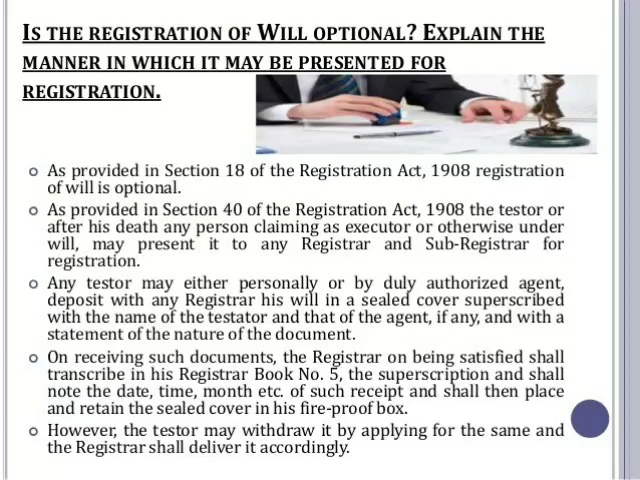 IS THE REGISTRATION OF WILL OPTIONAL? EXPLAIN THE
MANNER IN WHICH IT MAY BE PRESENTED FOR
REGISTRATION.
As provided in Section 18 of the Registration Act, 1908 registration
of will is optional.
As provided in Section 40 of the Registration Act, 1908 the testor or
after his death any person claiming as executor or otherwise under
will, may present it to any Registrar and Sub-Registrar for
registration.
Any testor may either personally or by duly authorized agent,
deposit with any Registrar his will in a sealed cover superscribed
with the name of the testator and that of the agent, if any, and with a
statement of the nature of the document.
On receiving such documents, the Registrar on being satisfied shall
transcribe in his Registrar Book No. 5, the superscription and shall
note the date, time, month etc. of such receipt and shall then place
and retain the sealed cover in his fire-proof box.
However, the testor may withdraw it by applying for the same and
the Registrar shall deliver it accordingly.